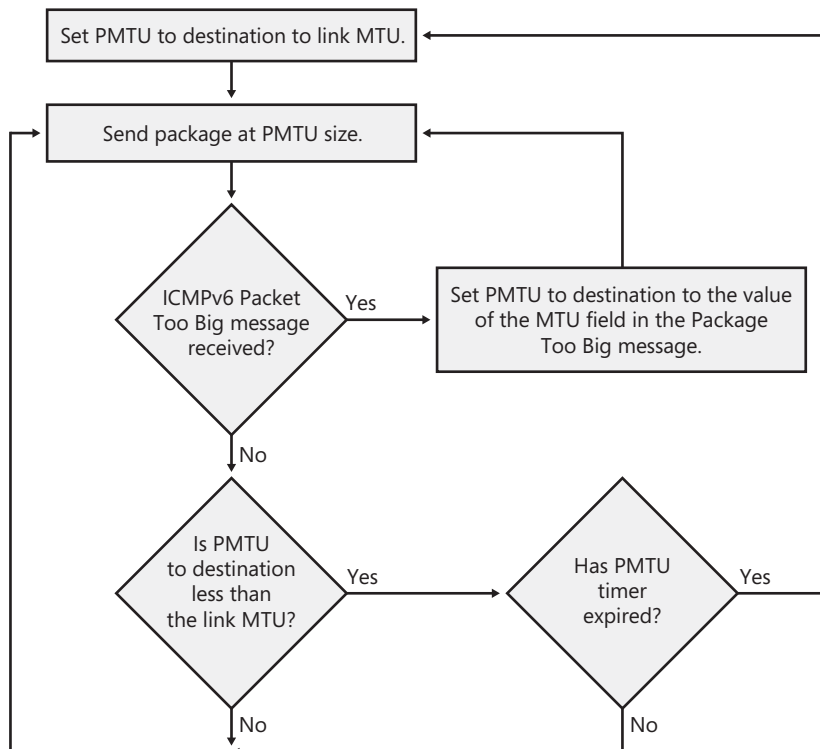 Set PMTU to destination to link MTU.
Send package at PMTU size.
ICMPv6 Packet
Too Big message
received?
Yes
Set PMTU to destination to the value
of the MTU field in the Package
Too Big message.
No
Is PMTU
to destination
less than
the link MTU?
Yes
Has PMTU
timer
expired?
Yes
No
No